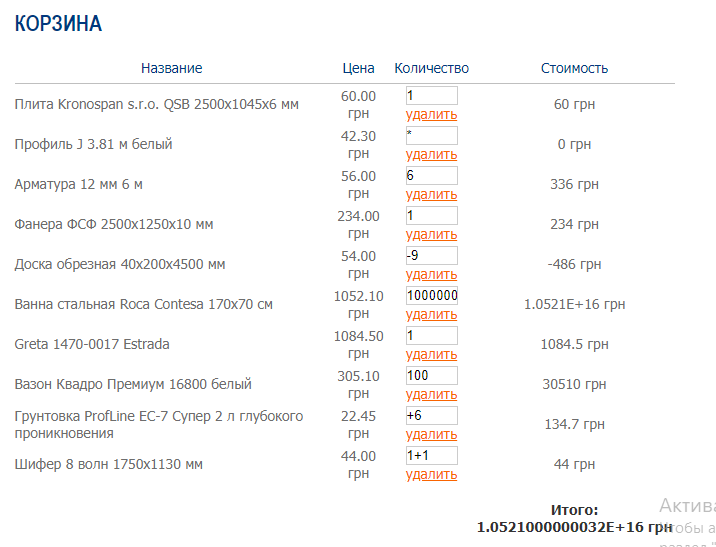 КОРЗИНА
Название Цена Количество Стоимость
Плита Kronospan s.r.o. QSB 2500x1045x6 мм 60.00 грн 1 удалить 60 грн
Профиль J 3.81 м белый 42.30 грн * удалить 0 грн
Арматура 12 мм 6 м 56.00 грн 6 удалить 336 грн
Фанера ФСФ 2500x1250x10 мм 234.00 грн 1 удалить 234 грн
Доска обрезная 40x200x4500 мм 54.00 грн -9 удалить -486 грн
Ванна стальная Roca Contesa 170x70 см 1052.10 грн 1000000 удалить 1.0521E+16 грн
Greta 1470-0017 Estrada 1084.50 грн 1 удалить 1084.5 грн
Вазон Квадро Премиум 16800 белый 305.10 грн 100 удалить 30510 грн
Грунтовка ProfLine ЕС-7 Супер 2 л глубокого
проникновения 22.45 грн +6 удалить 134.7 грн
Шифер 8 волн 1750x1130 мм 44.00 грн 1+1 удалить 44 грн
Итого:
1.0521000000032E+16 грн